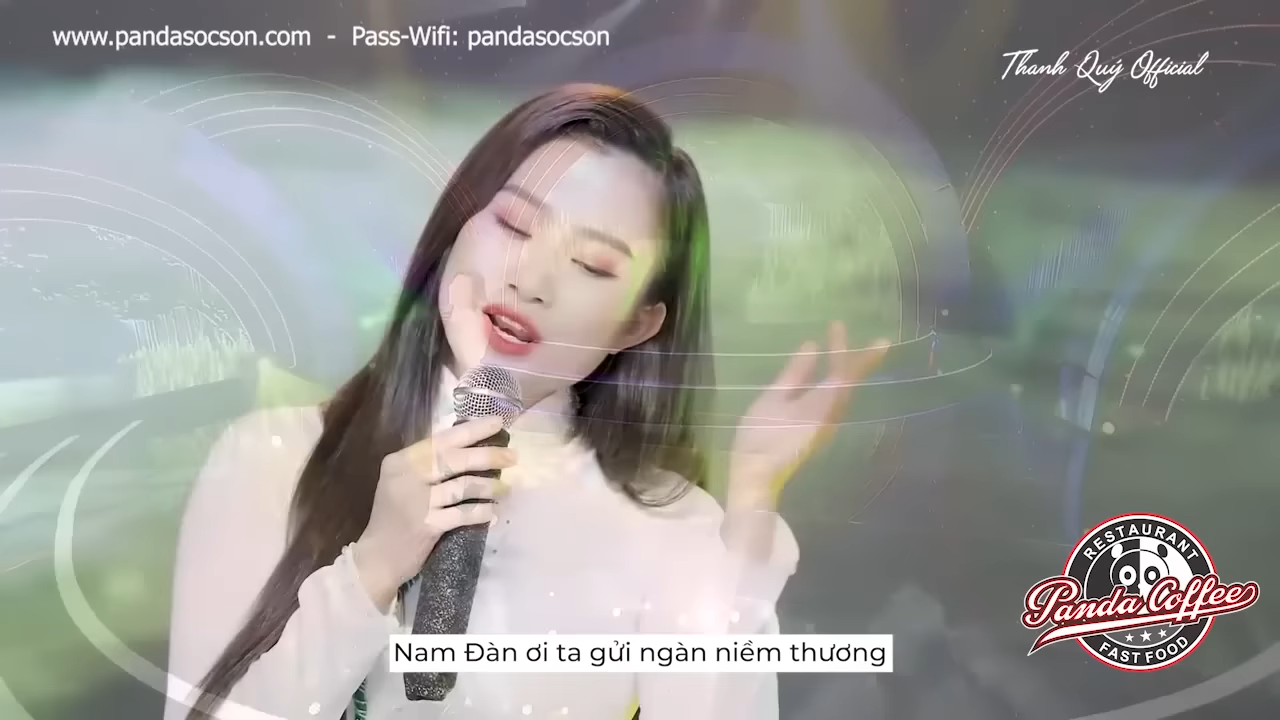 www.pandasocson.com - Pass-Wifi: pandasocson
Thanh Quý Official
RESTAURANT
Panda Coffee
FAST FOOD
Nam Đàn ơi ta gửi ngàn niềm thương